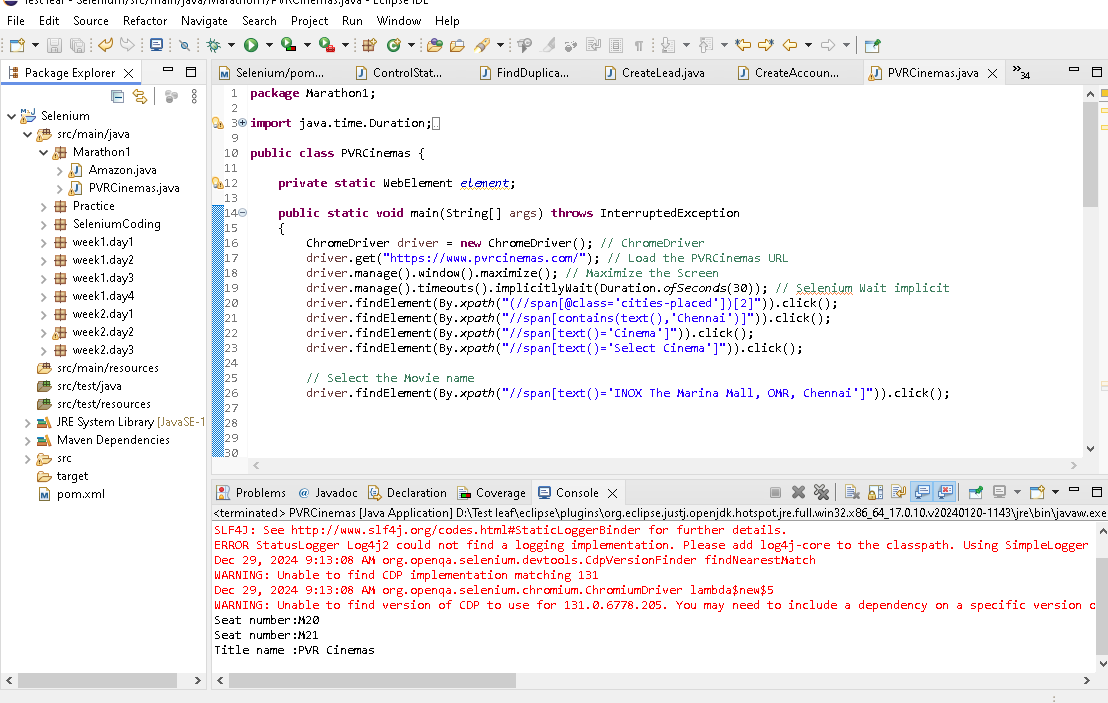 Test leaf - Selenium/src/main/java/Marathon1/PVRCinemas.java - Eclipse IDE
File Edit Source Refactor Navigate Search Project Run Window Help
Package Explorer
Selenium/pom... ControlStat... FindDuplica... CreateLead.java CreateAccoun... PVRCinemas.java 34
Selenium
src/main/java
Marathon1
Amazon.java
PVRCinemas.java
Practice
SeleniumCoding
week1.day1
week1.day2
week1.day3
week1.day4
week2.day1
week2.day2
week2.day3
src/main/resources
src/test/java
src/test/resources
JRE System Library [JavaSE-1
Maven Dependencies
src
target
pom.xml
1 package Marathon1;
2
3 import java.time.Duration;
9
10 public class PVRCinemas {
11
12 private static WebElement element;
13
14 public static void main(String[] args) throws InterruptedException
15 {
16 ChromeDriver driver = new ChromeDriver(); // ChromeDriver
17 driver.get("https://www.pvrcinemas.com/"); // Load the PVRCinemas URL
18 driver.manage().window().maximize(); // Maximize the Screen
19 driver.manage().timeouts().implicitlyWait(Duration.ofSeconds(30)); // Selenium Wait implicit
20 driver.findElement(By.xpath("(//span[@class='cities-placed'])[2]")).click();
21 driver.findElement(By.xpath("//span[contains(text(),'Chennai')]")).click();
22 driver.findElement(By.xpath("//span[text()='Cinema']")).click();
23 driver.findElement(By.xpath("//span[text()='Select Cinema']")).click();
24
25 // Select the Movie name
26 driver.findElement(By.xpath("//span[text()='INOX The Marina Mall, OMR, Chennai']")).click();
27
28
29
30
Problems Javadoc Declaration Coverage Console
<terminated> PVRCinemas [Java Application] D:\Test leaf\eclipse\plugins\org.eclipse.justj.openjdk.hotspot.jre.full.win32.x86_64_17.0.10.v20240120-1143\jre\bin\javaw.exe
SLF4J: See http://www.slf4j.org/codes.html#StaticLoggerBinder for further details.
ERROR StatusLogger Log4j2 could not find a logging implementation. Please add log4j-core to the classpath. Using SimpleLogger
Dec 29, 2024 9:13:08 AM org.openqa.selenium.devtools.CdpVersionFinder findNearestMatch
WARNING: Unable to find CDP implementation matching 131
Dec 29, 2024 9:13:08 AM org.openqa.selenium.chromium.ChromiumDriver lambda$new$5
WARNING: Unable to find version of CDP to use for 131.0.6778.205. You may need to include a dependency on a specific version o
Seat number:M20
Seat number:M21
Title name :PVR Cinemas